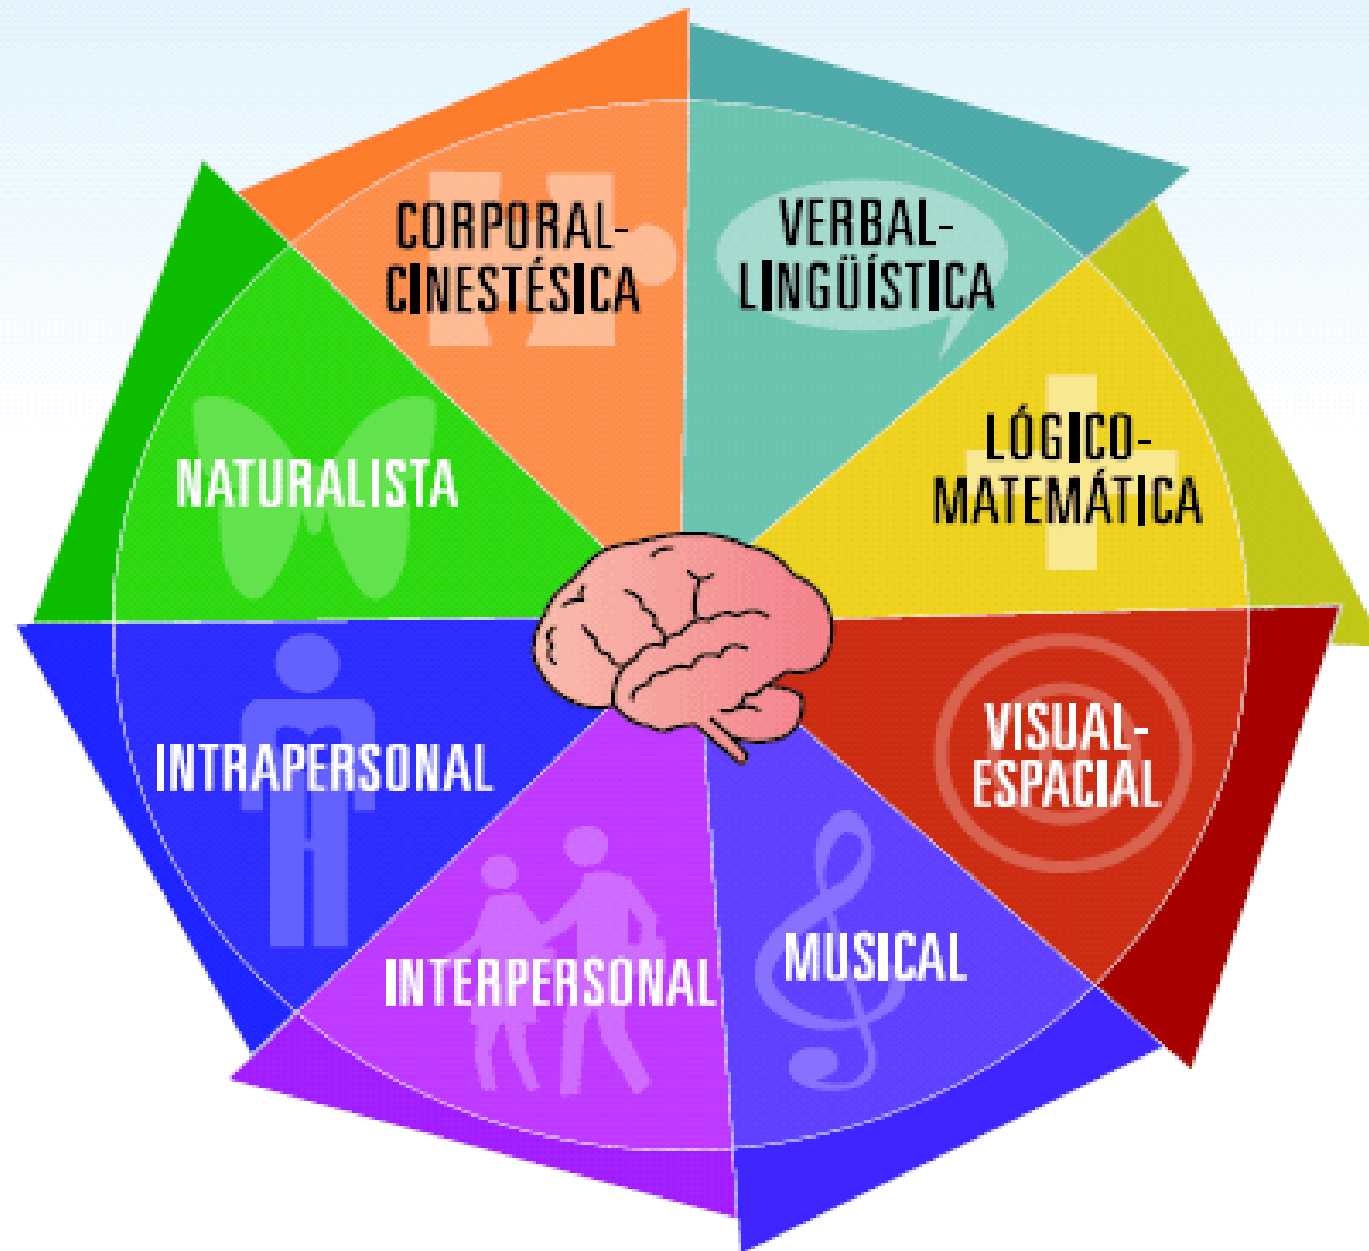 CORPORAL-
CINESTÉSICA
VERBAL-
LINGÜÍSTICA
LÓGICO-
MATEMÁTICA
NATURALISTA
VISUAL-
ESPACIAL
INTRAPERSONAL
INTERPERSONAL
MUSICAL